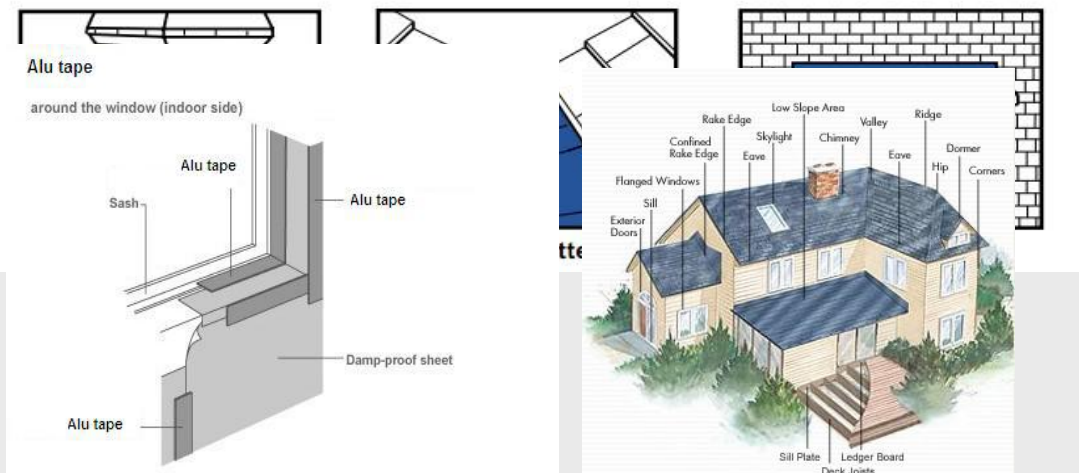 Alu tape
around the window (indoor side)
Alu tape
Sash
Alu tape
Damp-proof sheet
Alu tape
Low Slope Area
Rake Edge
Skylight
Chimney
Valley
Ridge
Confined
Rake Edge
Eave
Eave
Dormer
Hip
Corners
Flanged Windows
Sill
Exterior
Doors
Sill Plate
Ledger Board
Deck Joists